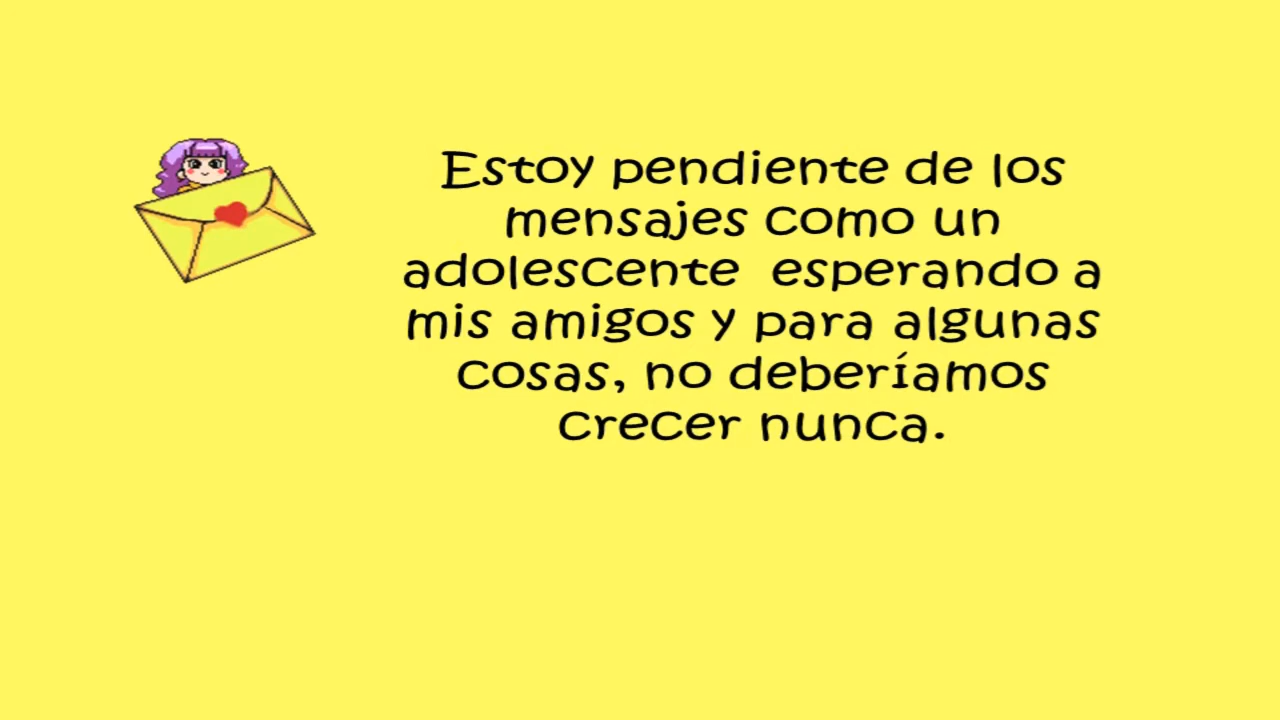 Estoy pendiente de los
mensajes como un
adolescente  esperando a
mis amigos y para algunas
cosas, no deberíamos
crecer nunca.